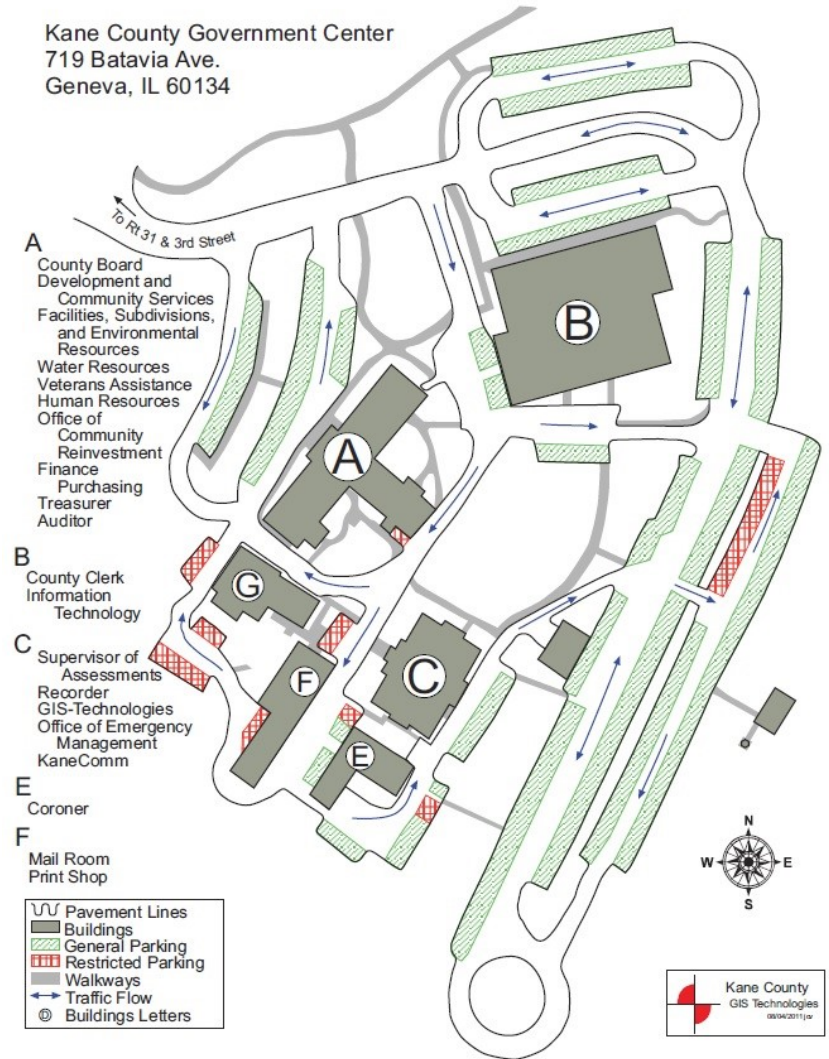 Kane County Government Center
719 Batavia Ave.
Geneva, IL 60134
To Rt 31 & 3rd Street
A
County Board
Development and
Community Services
Facilities, Subdivisions,
and Environmental
Resources
Water Resources
Veterans Assistance
Human Resources
Office of
Community
Reinvestment
Finance
Purchasing
Treasurer
Auditor
B
County Clerk
Information
Technology
C
Supervisor of
Assessments
Recorder
GIS-Technologies
Office of Emergency
Management
KaneComm
E
Coroner
F
Mail Room
Print Shop
Pavement Lines
Buildings
General Parking
Restricted Parking
Walkways
Traffic Flow
D Buildings Letters
B
A
G
C
F
E
N
W
E
S
Kane County
GIS Technologies